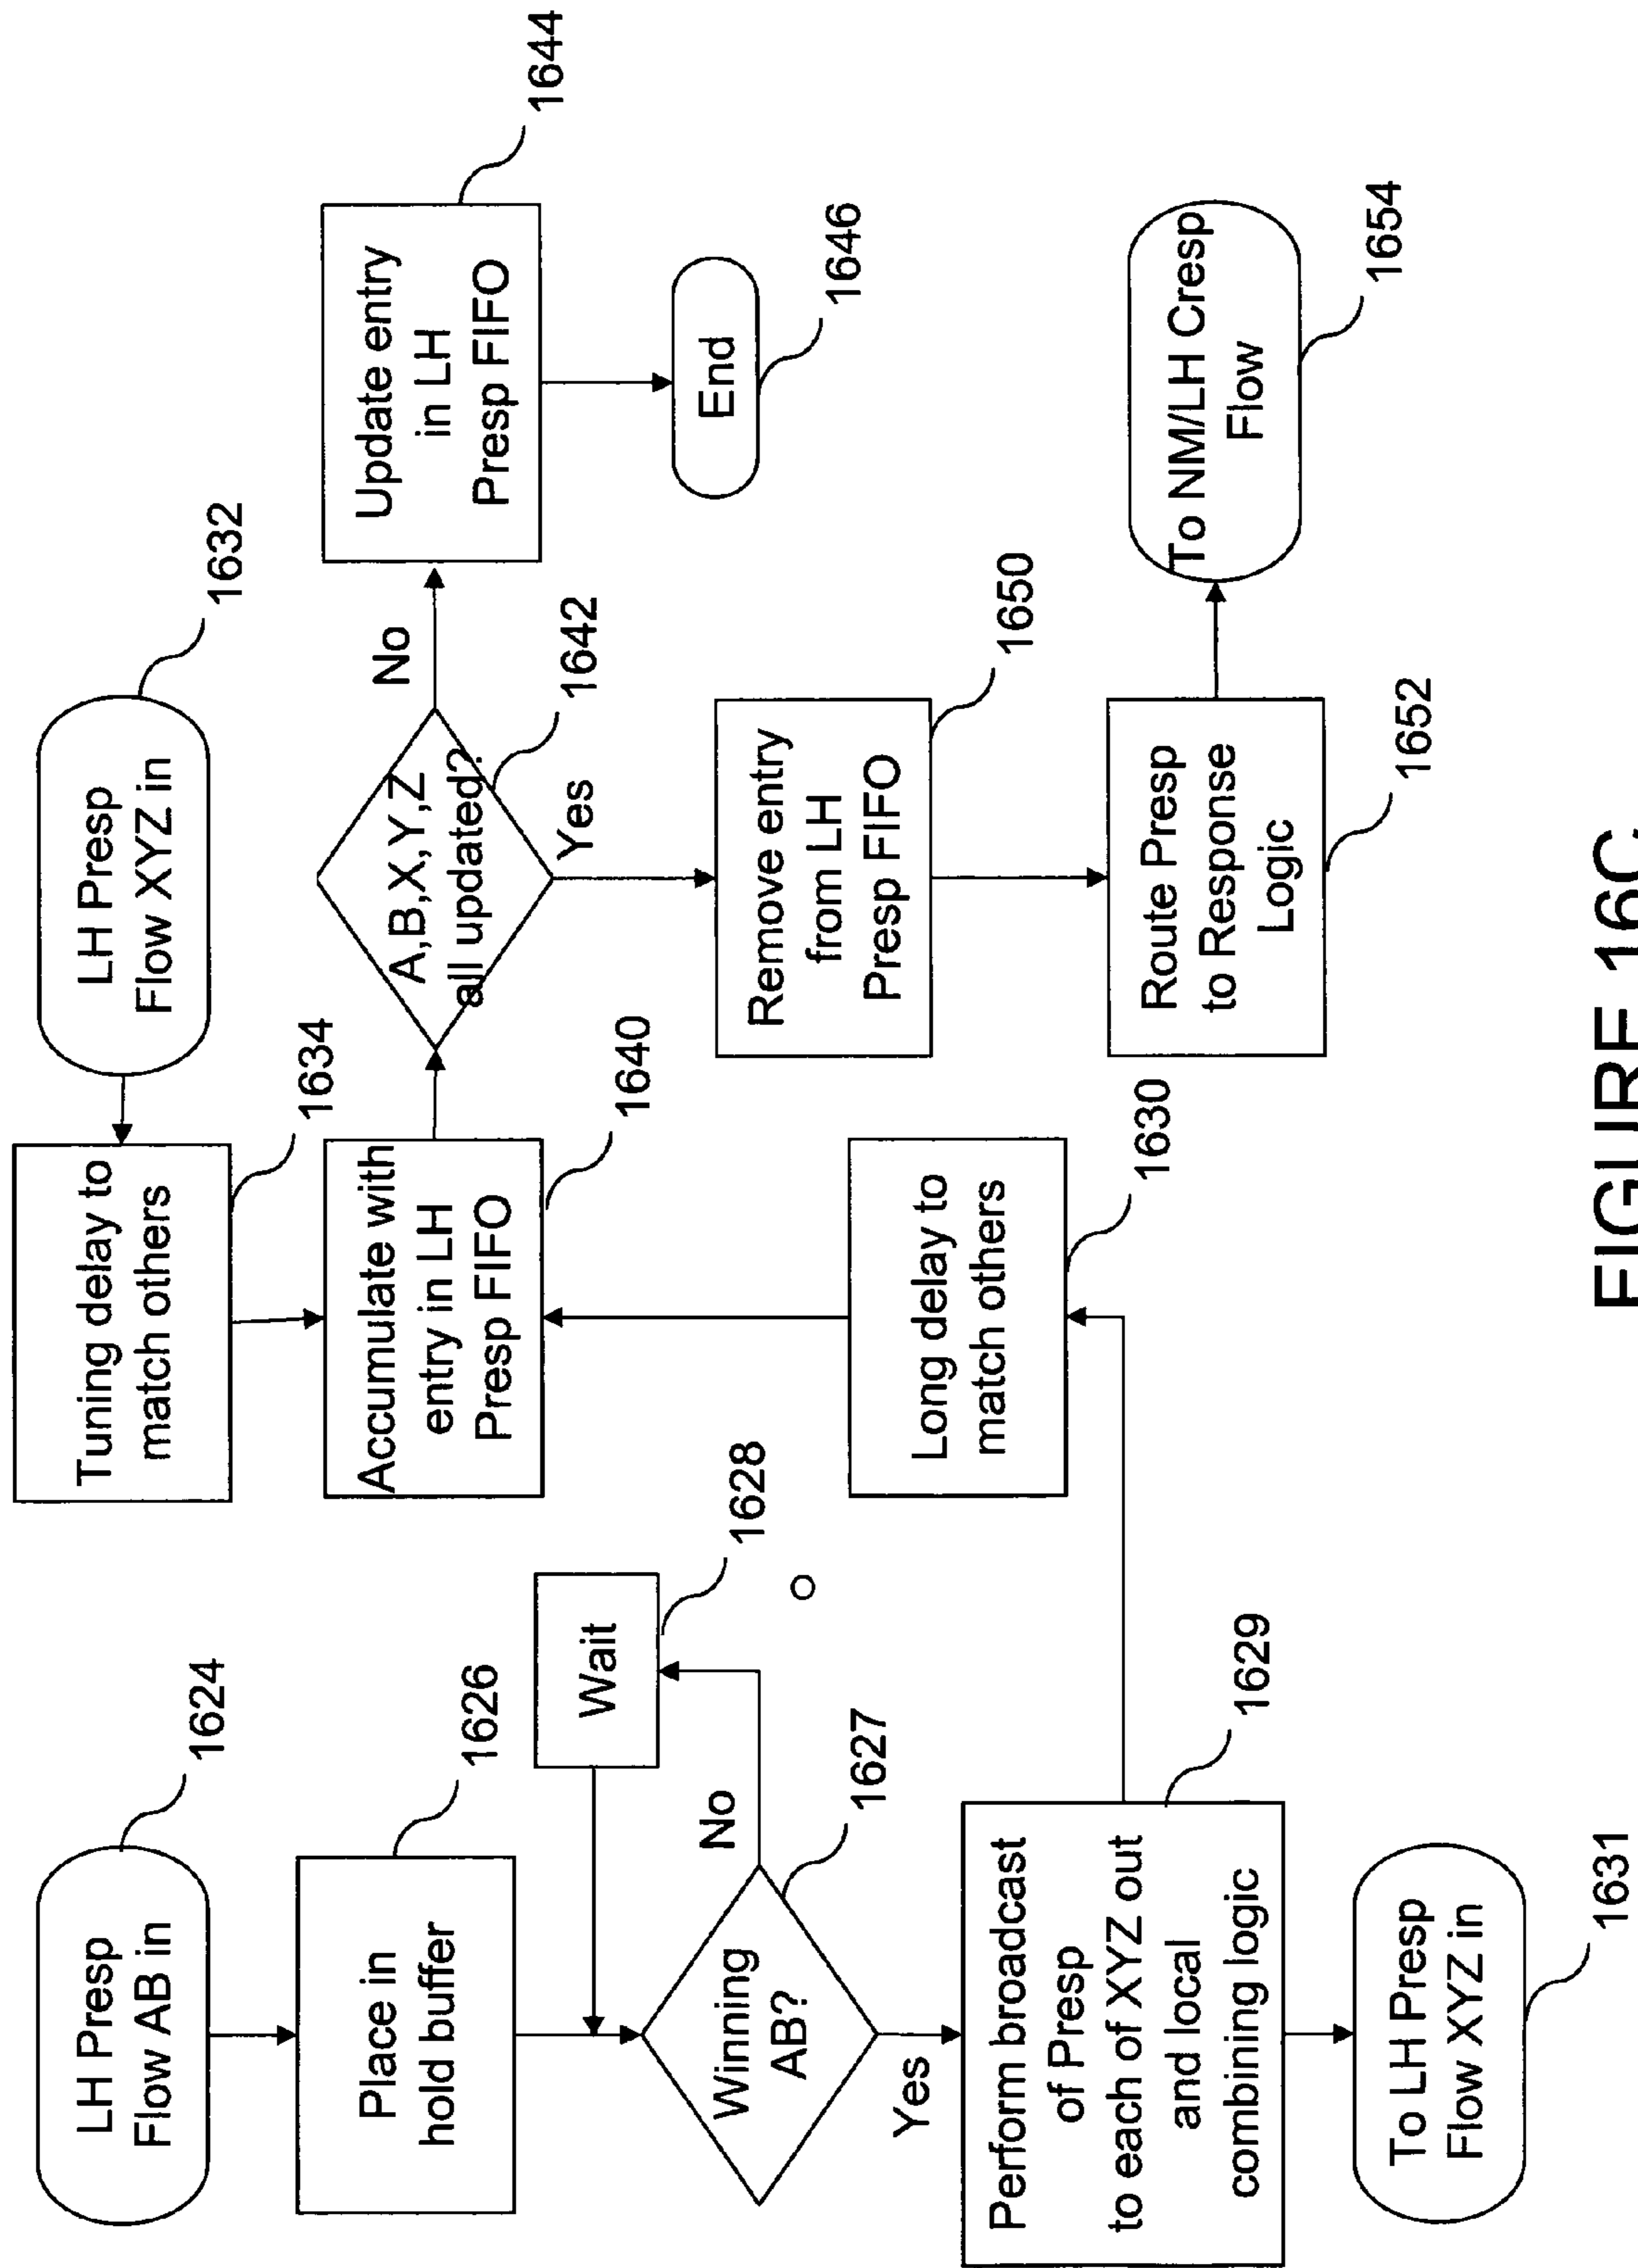 LH Presp
Flow AB in
1624
Place in
hold buffer
1626
Wait
1628
Winning
AB?
No
1627
Yes
Perform broadcast
of Presp
to each of XYZ out
and local
combining logic
1629
To LH Presp
Flow XYZ in
1631
LH Presp
Flow XYZ in
1632
Tuning delay to
match others
1634
Accumulate with
entry in LH
Presp FIFO
1640
Long delay to
match others
1630
A,B,X,Y,Z
all updated?
No
1642
Yes
Update entry
in LH
Presp FIFO
1644
End
1646
Remove entry
from LH
Presp FIFO
1650
Route Presp
to Response
Logic
1652
To NM/LH Cresp
Flow
1654
FIGURE 16C